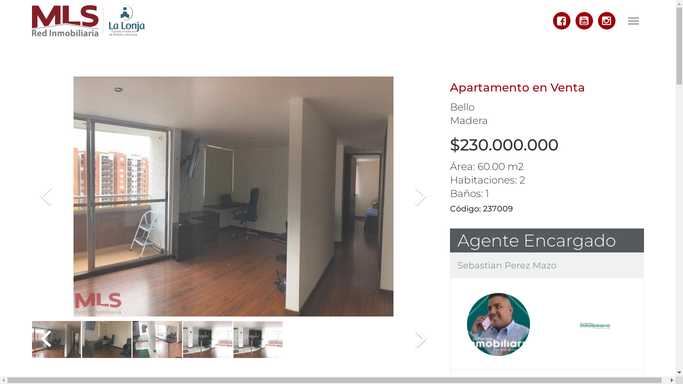 MLS
Red Inmobiliaria
La Lonja
Apartamento en Venta
Bello
Madera
$230.000.000
Área: 60.00 m2
Habitaciones: 2
Baños: 1
Código: 237009
MLS
Agente Encargado
Sebastian Perez Mazo